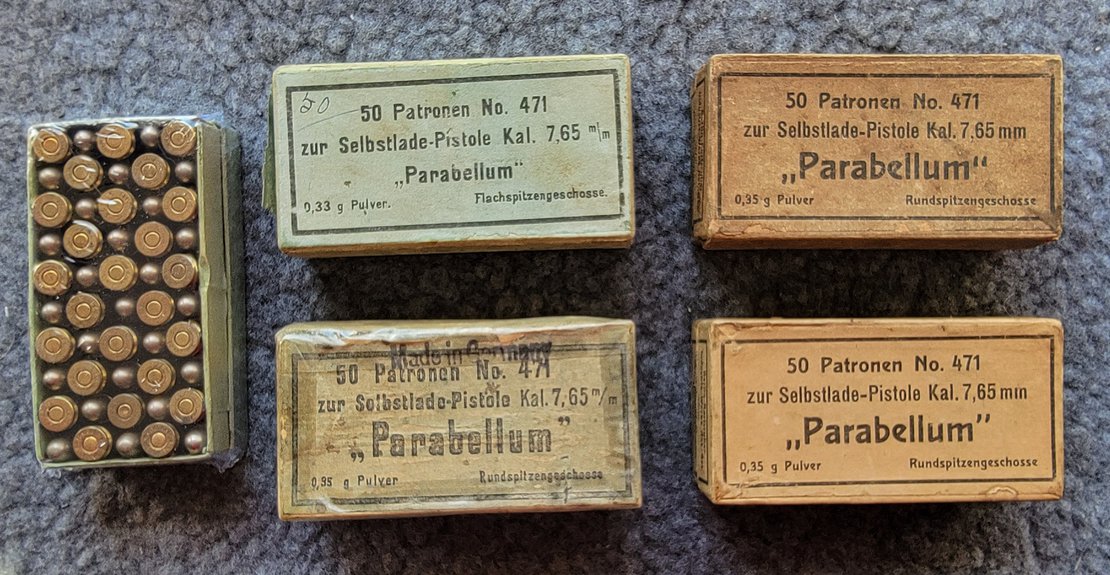 50
50 Patronen No. 471
zur Selbstlade-Pistole Kal. 7,65 m/m
„Parabellum“
0,33 g Pulver.
Flachspitzengeschosse.
50 Patronen No. 471
zur Selbstlade-Pistole Kal. 7,65 mm
„Parabellum“
0,35 g Pulver
Rundspitzengeschosse
Made in Germany
50 Patronen No. 471
zur Selbstlade-Pistole Kal. 7,65 m/m
„Parabellum”
0,35 g Pulver
Rundspitzengeschosse
50 Patronen No. 471
zur Selbstlade-Pistole Kal. 7,65 mm
„Parabellum”
0,35 g Pulver
Rundspitzengeschosse